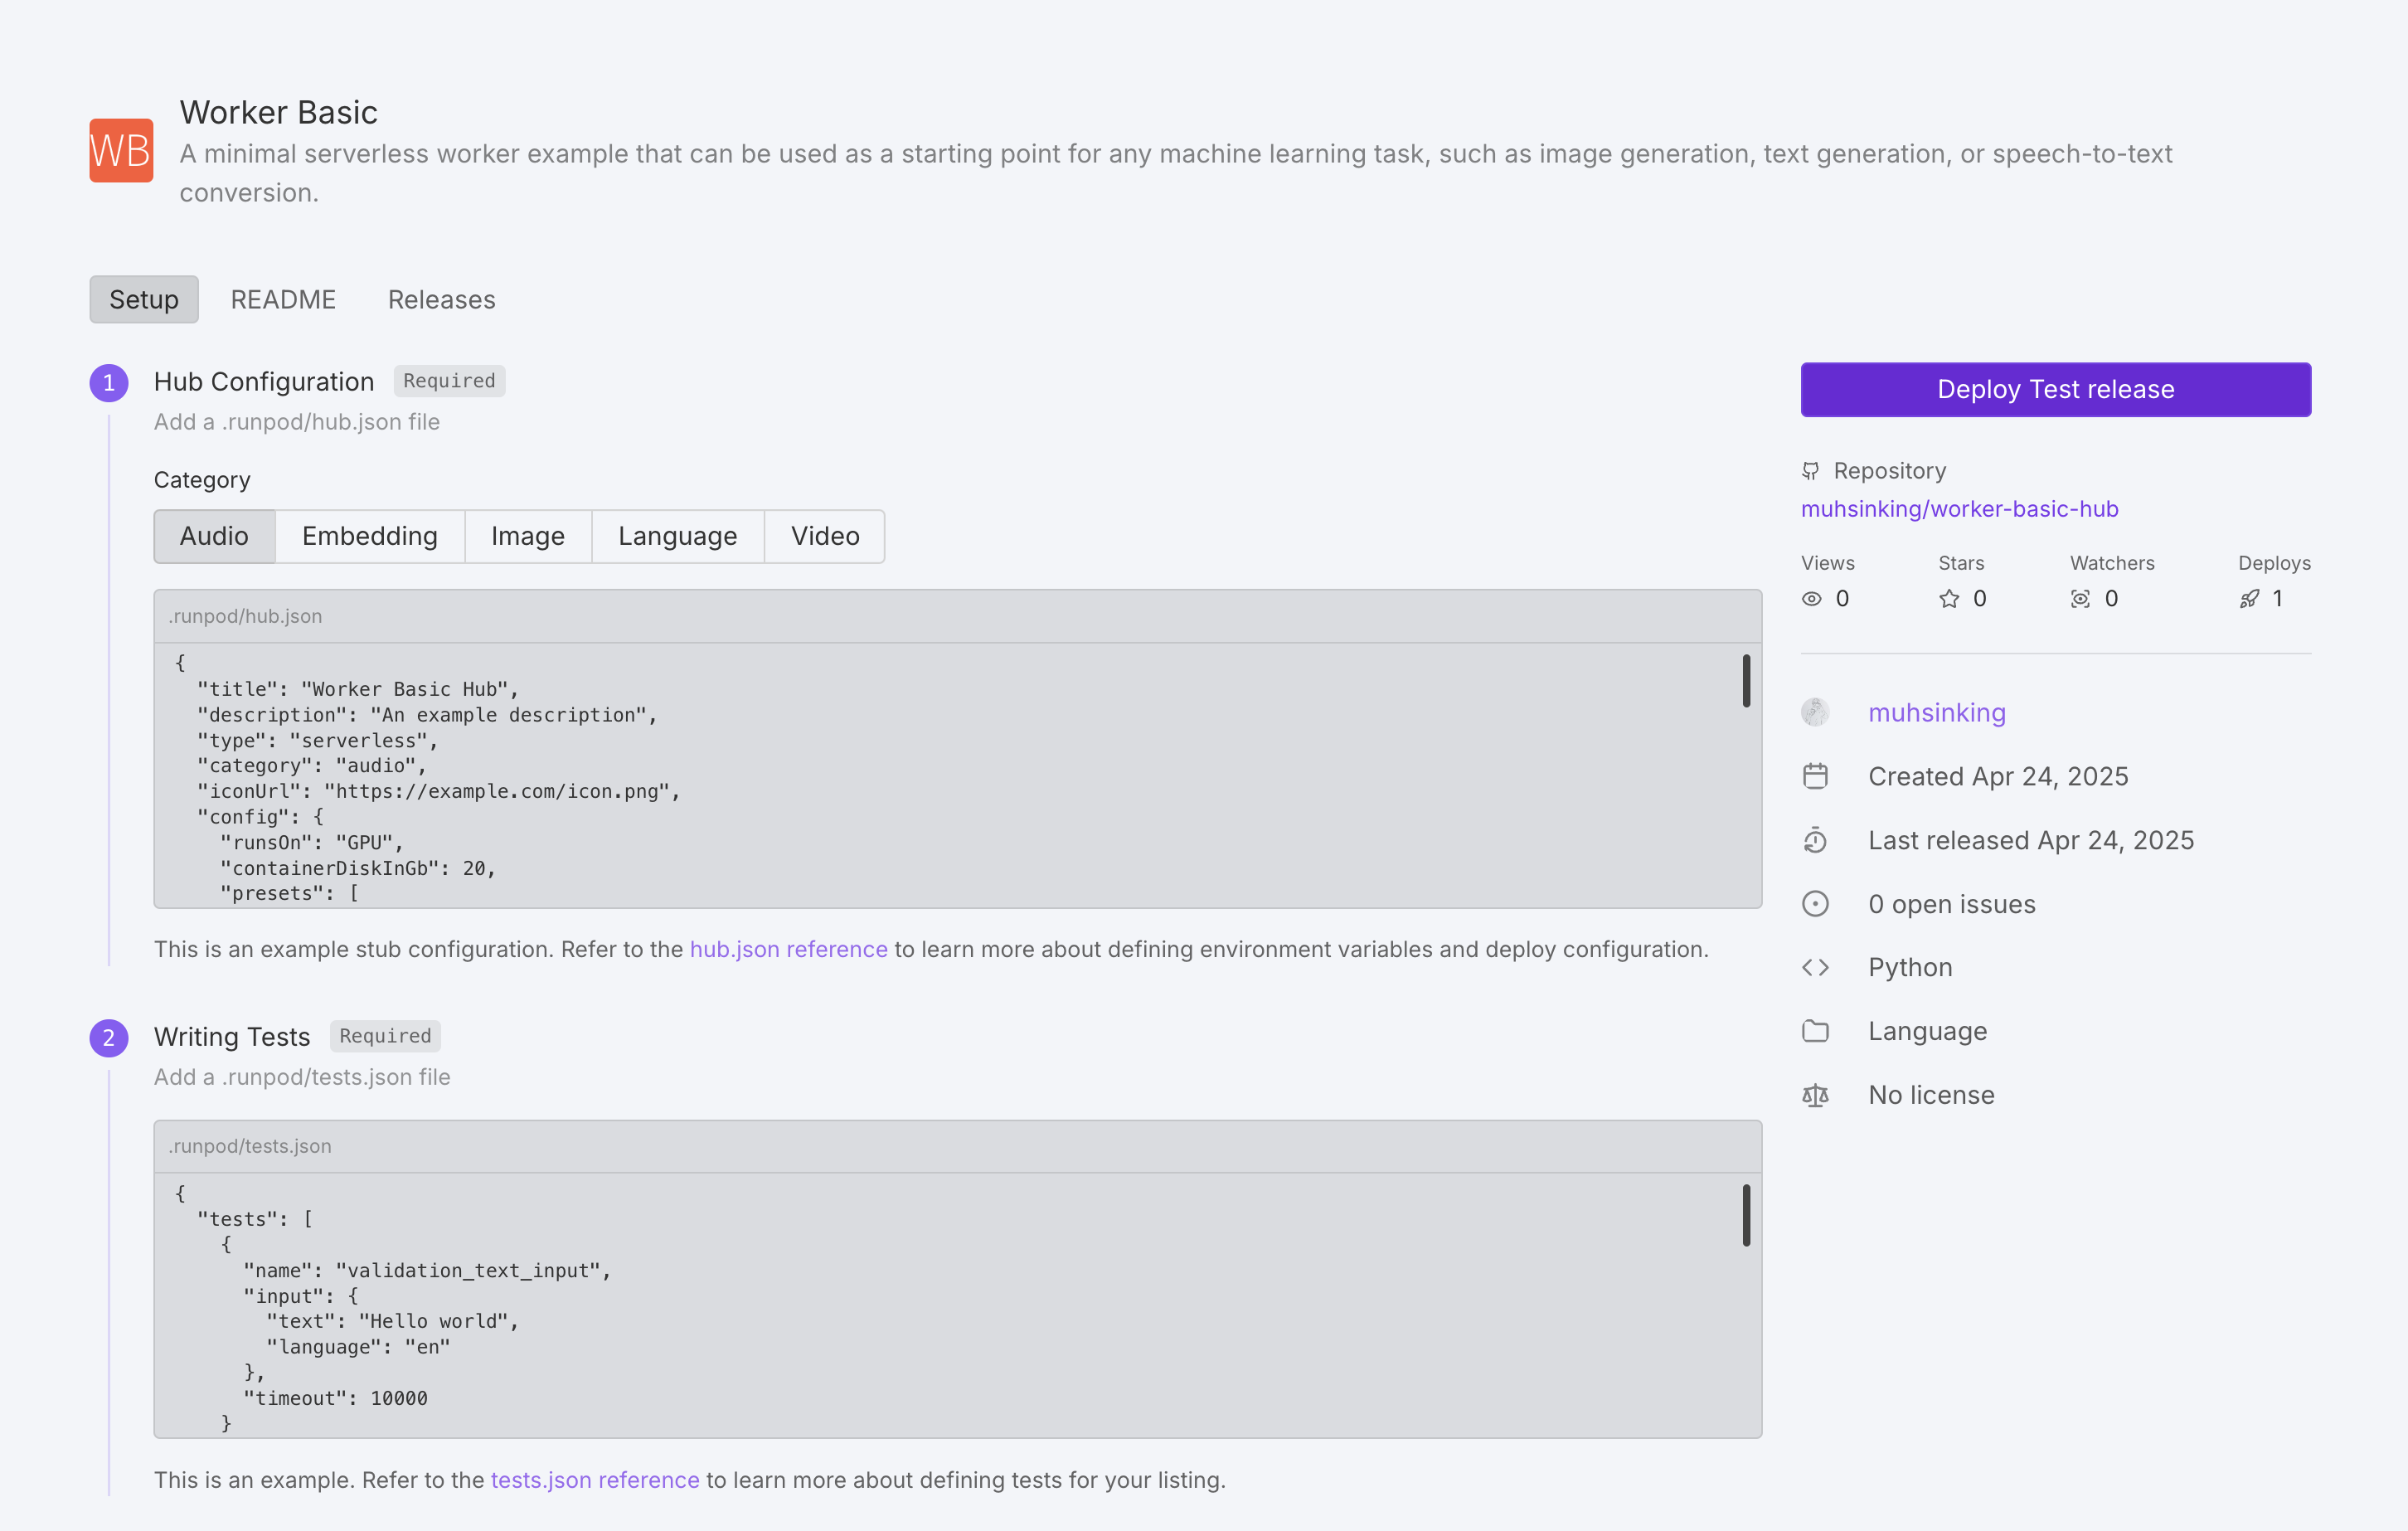 WB
Worker Basic
A minimal serverless worker example that can be used as a starting point for any machine learning task, such as image generation, text generation, or speech-to-text
conversion.
Setup
README
Releases
1
Hub Configuration
Required
Add a .runpod/hub.json file
Category
Audio
Embedding
Image
Language
Video
.runpod/hub.json
{
  "title": "Worker Basic Hub",
  "description": "An example description",
  "type": "serverless",
  "category": "audio",
  "iconUrl": "https://example.com/icon.png",
  "config": {
    "runsOn": "GPU",
    "containerDiskInGb": 20,
    "presets": [
This is an example stub configuration. Refer to the hub.json reference to learn more about defining environment variables and deploy configuration.
2
Writing Tests
Required
Add a .runpod/tests.json file
.runpod/tests.json
{
  "tests": [
    {
      "name": "validation_text_input",
      "input": {
        "text": "Hello world",
        "language": "en"
      },
      "timeout": 10000
    }
This is an example. Refer to the tests.json reference to learn more about defining tests for your listing.
Deploy Test release
Repository
muhsinking/worker-basic-hub
Views
Stars
Watchers
Deploys
0
0
0
1
muhsinking
Created Apr 24, 2025
Last released Apr 24, 2025
0 open issues
Python
Language
No license